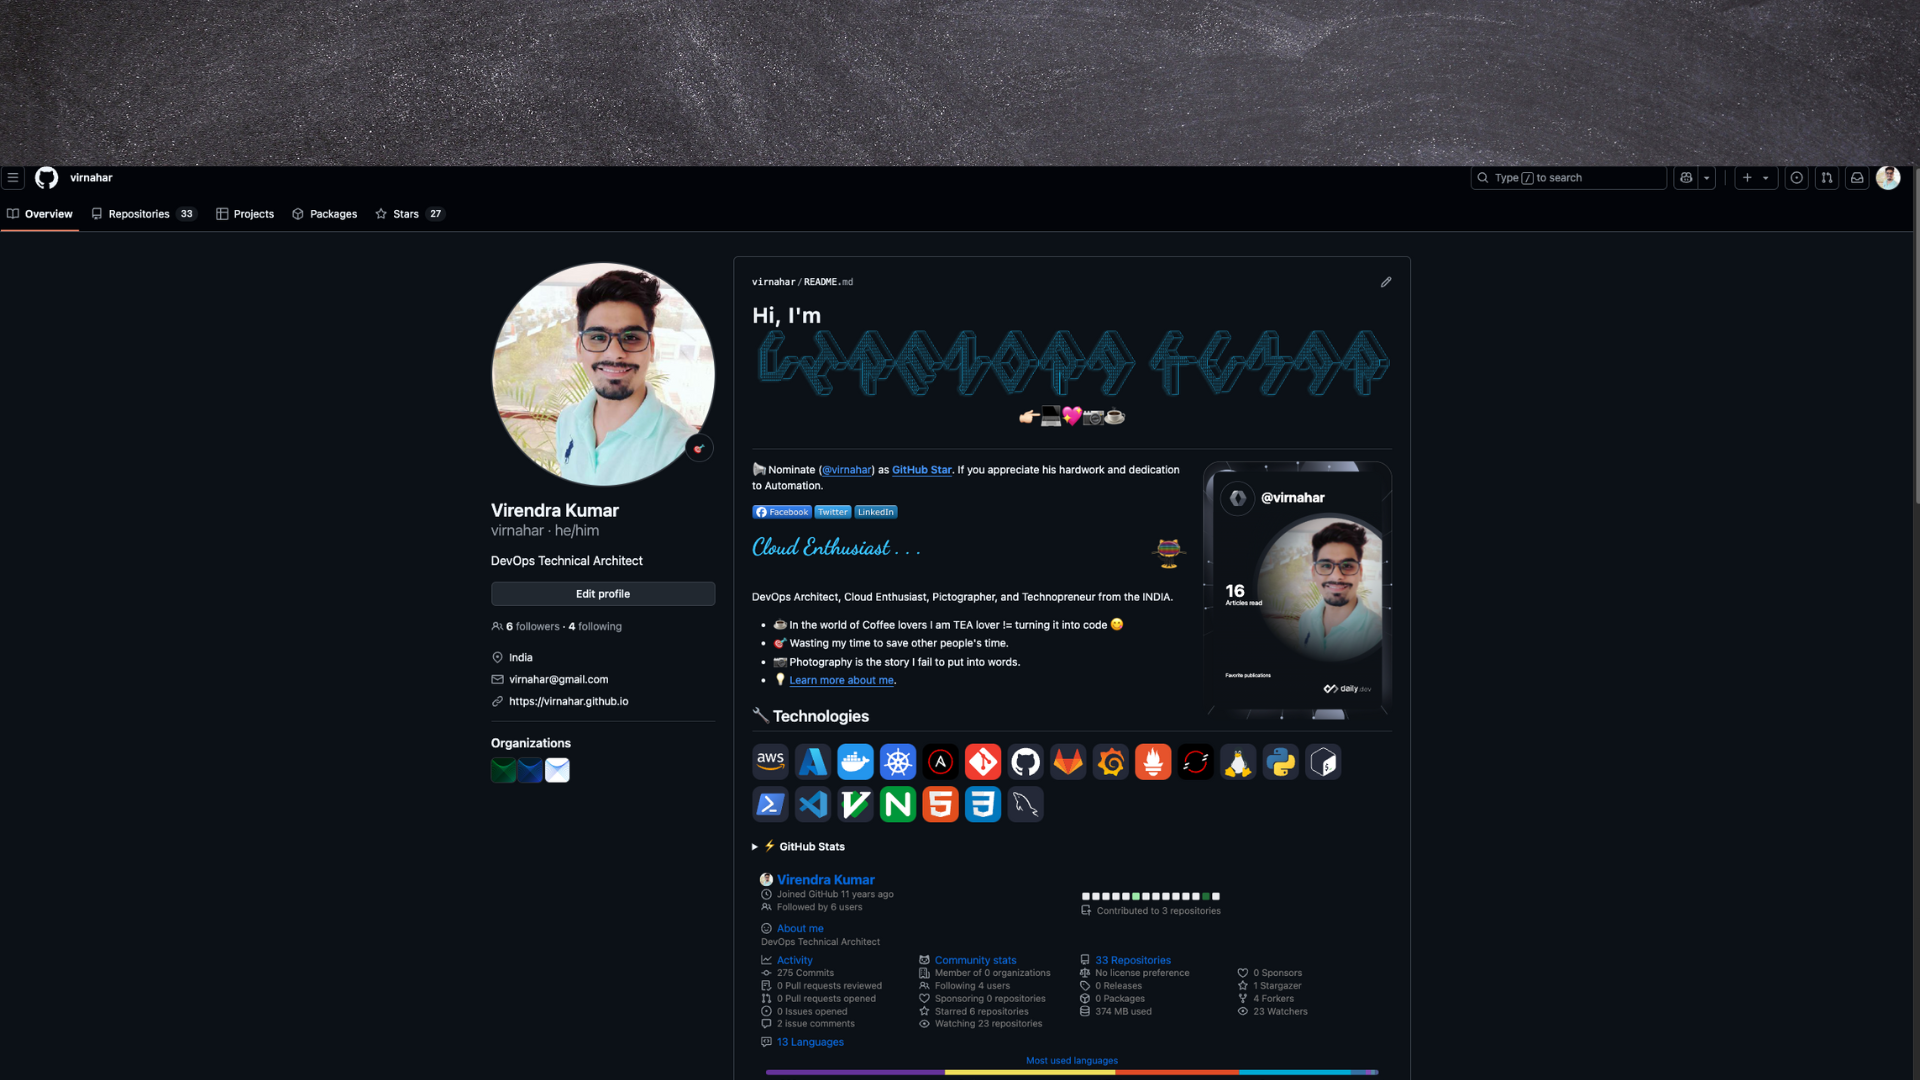 virnahar
Type / to search
Overview
Repositories 33
Projects
Packages
Stars 27
Virendra Kumar
virnahar · he/him
DevOps Technical Architect
Edit profile
6 followers · 4 following
India
virnahar@gmail.com
https://virnahar.github.io
Organizations
virnahar/README.md
Hi, I'm
Nominate (@virnahar) as GitHub Star. If you appreciate his hardwork and dedication
to Automation.
Facebook Twitter LinkedIn
Cloud Enthusiast . . .
DevOps Architect, Cloud Enthusiast, Pictographer, and Technopreneur from the INDIA.
In the world of Coffee lovers I am TEA lover != turning it into code
Wasting my time to save other people's time.
Photography is the story I fail to put into words.
Learn more about me.
@virnahar
16
Articles read
Favorite publications
daily.dev
Technologies
aws
GitHub Stats
Virendra Kumar
Joined GitHub 11 years ago
Followed by 6 users
Contributed to 3 repositories
About me
DevOps Technical Architect
Activity
275 Commits
0 Pull requests reviewed
0 Pull requests opened
0 Issues opened
2 issue comments
Community stats
Member of 0 organizations
Following 4 users
Sponsoring 0 repositories
Starred 6 repositories
Watching 23 repositories
33 Repositories
No license preference
0 Releases
0 Packages
374 MB used
0 Sponsors
1 Stargazer
4 Forkers
23 Watchers
13 Languages
Most used languages